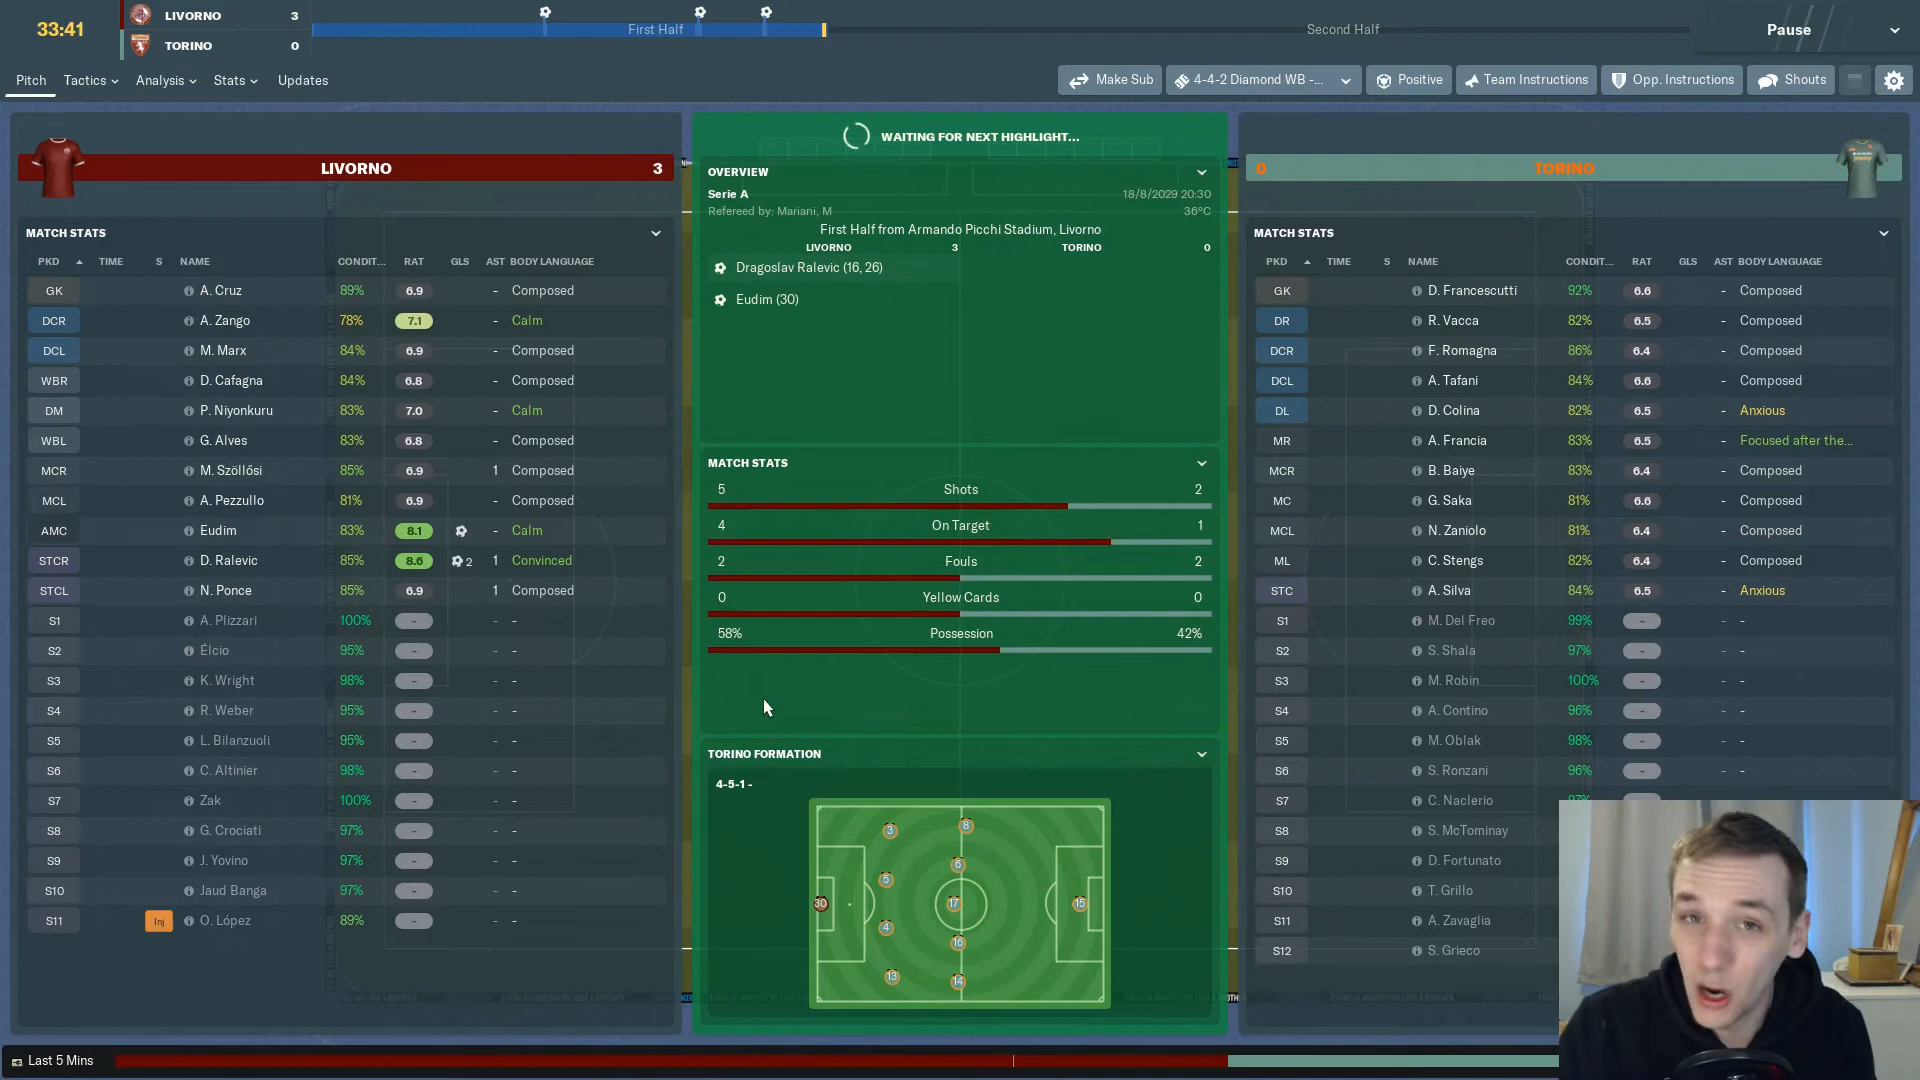 33:41
LIVORNO 3
TORINO 0
First Half
Second Half
Pause
Pitch Tactics Analysis Stats Updates
Make Sub
4-4-2 Diamond WB -...
Positive
Team Instructions
Opp. Instructions
Shouts
LIVORNO 3
MATCH STATS
PKD TIME S NAME CONDIT... RAT GLS AST BODY LANGUAGE
GK A. Cruz 89% 6.9 - Composed
DCR A. Zango 78% 7.1 - Calm
DCL M. Marx 84% 6.9 - Composed
WBR D. Cafagna 84% 6.8 - Composed
DM P. Niyonkuru 83% 7.0 - Calm
WBL G. Alves 83% 6.8 - Composed
MCR M. Szöllősi 85% 6.9 1 Composed
MCL A. Pezzullo 81% 6.9 - Composed
AMC Eudim 83% 8.1 - Calm
STCR D. Ralevic 85% 8.6 2 1 Convinced
STCL N. Ponce 85% 6.9 1 Composed
S1 A. Plizzari 100% - - -
S2 Élcio 95% - - -
S3 K. Wright 98% - - -
S4 R. Weber 95% - - -
S5 L. Bilanzuoli 95% - - -
S6 C. Altinier 98% - - -
S7 Zak 100% - - -
S8 G. Crociati 97% - - -
S9 J. Yovino 97% - - -
S10 Jaud Banga 97% - - -
S11 Inj O. López 89% - - -
WAITING FOR NEXT HIGHLIGHT...
OVERVIEW
Serie A 18/8/2029 20:30
Refereed by: Mariani, M 36°C
First Half from Armando Picchi Stadium, Livorno
LIVORNO 3 TORINO 0
Dragoslav Ralevic (16, 26)
Eudim (30)
MATCH STATS
5 Shots 2
4 On Target 1
2 Fouls 2
0 Yellow Cards 0
58% Possession 42%
TORINO FORMATION
4-5-1 -
3 8
6
5
30 17 15
4
16
13 14
0 TORINO
MATCH STATS
PKD TIME S NAME CONDIT... RAT GLS AST BODY LANGUAGE
GK D. Francescutti 92% 6.6 - Composed
DR R. Vacca 82% 6.5 - Composed
DCR F. Romagna 86% 6.4 - Composed
DCL A. Tafani 84% 6.6 - Composed
DL D. Colina 82% 6.5 - Anxious
MR A. Francia 83% 6.5 - Focused after the...
MCR B. Baiye 83% 6.4 - Composed
MC G. Saka 81% 6.6 - Composed
MCL N. Zaniolo 81% 6.4 - Composed
ML C. Stengs 82% 6.4 - Composed
STC A. Silva 84% 6.5 - Anxious
S1 M. Del Freo 99% - - -
S2 S. Shala 97% - - -
S3 M. Robin 100% - - -
S4 A. Contino 96% - - -
S5 M. Oblak 98% - - -
S6 S. Ronzani 96% - - -
S7 C. Naclerio
S8 S. McTominay
S9 D. Fortunato
S10 T. Grillo
S11 A. Zavaglia
S12 S. Grieco
Last 5 Mins